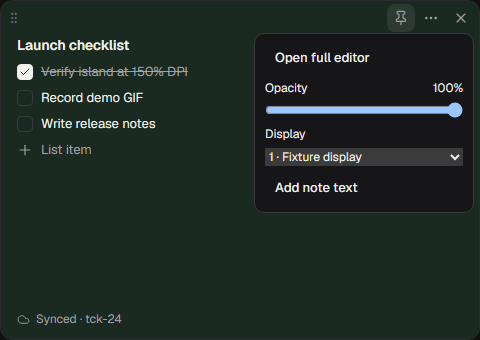 Launch checklist
Verify island at 150% DPI
Record demo GIF
Write release notes
List item
Open full editor
Opacity 100%
Display
1 · Fixture display
Add note text
Synced · tck-24